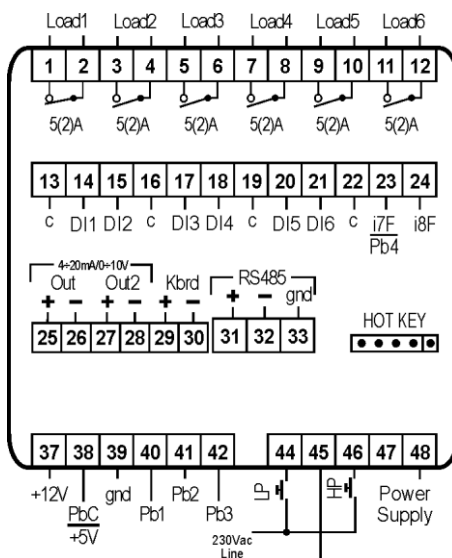 Load1 Load2 Load3 Load4 Load5 Load6
1 2 3 4 5 6 7 8 9 10 11 12
5(2)A 5(2)A 5(2)A 5(2)A 5(2)A 5(2)A
13 14 15 16 17 18 19 20 21 22 23 24
C DI1 DI2 C DI3 DI4 C DI5 DI6 C i7F i8F
Pb4
4÷20mA/0÷10V
Out Out2 Kbrd RS485
+ − + − + − + − gnd
25 26 27 28 29 30 31 32 33
HOT KEY
37 38 39 40 41 42 44 45 46 47 48
+12V PbC gnd Pb1 Pb2 Pb3 LP HP Power
+5V Supply
230Vac
Line